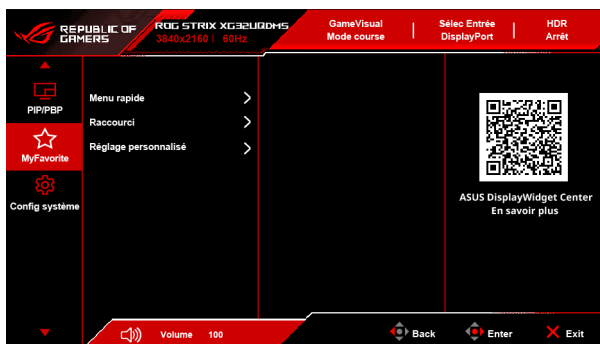 REPUBLIC OF
GAMERS
ROG STRIX XG32UQDMS
3840x2160 | 60Hz
GameVisual
Mode course
Sélec Entrée
DisplayPort
HDR
Arrêt
PIP/PBP
MyFavorite
Config système
Menu rapide
Raccourci
Réglage personnalisé
ASUS DisplayWidget Center
En savoir plus
Volume 100
Back
Enter
Exit